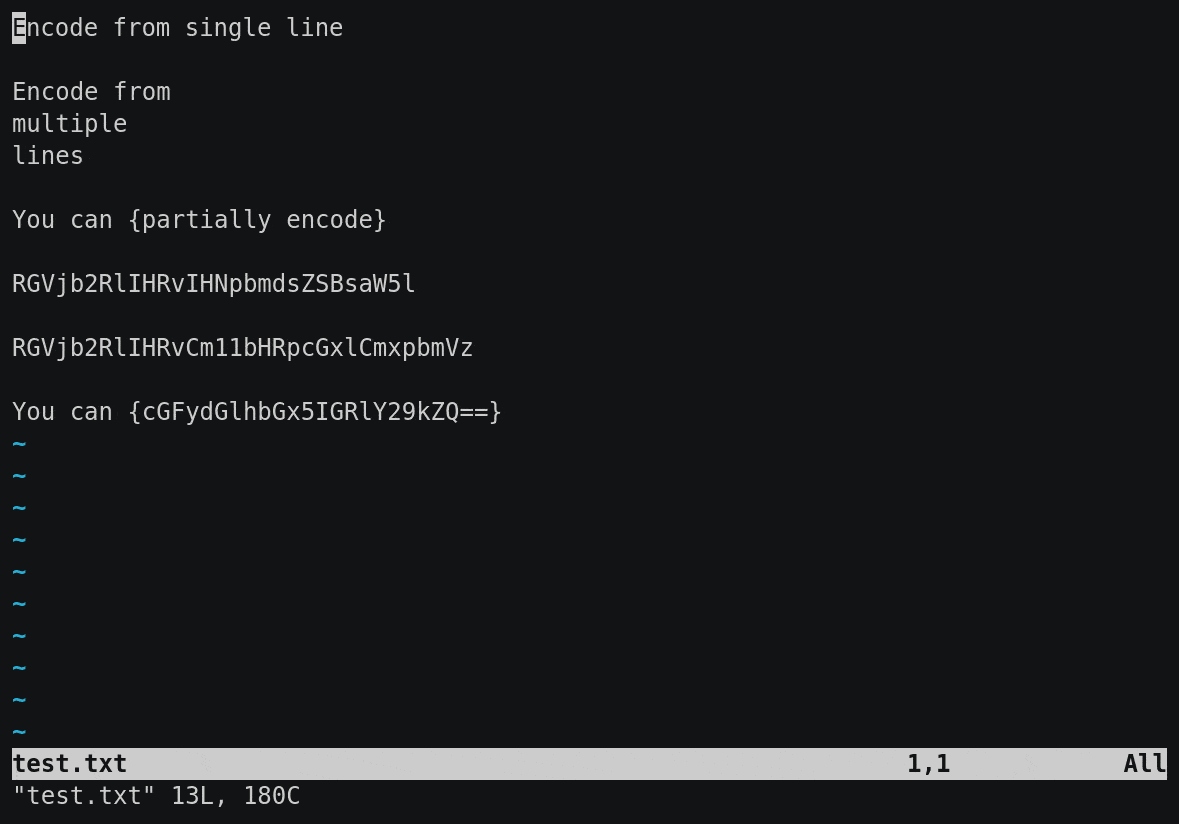 Encode from single line
Encode from
multiple
lines
You can {partially encode}
RGVjb2RlIHRvIHNpbmdsZSBsaW5l
RGVjb2RlIHRvCm11bHRpcGxlCmxpbmVz
You can {cGFydGlhbGx5IGRlY29kZQ==}
~
~
~
~
~
~
~
~
~
~
test.txt 1,1 All
"test.txt" 13L, 180C